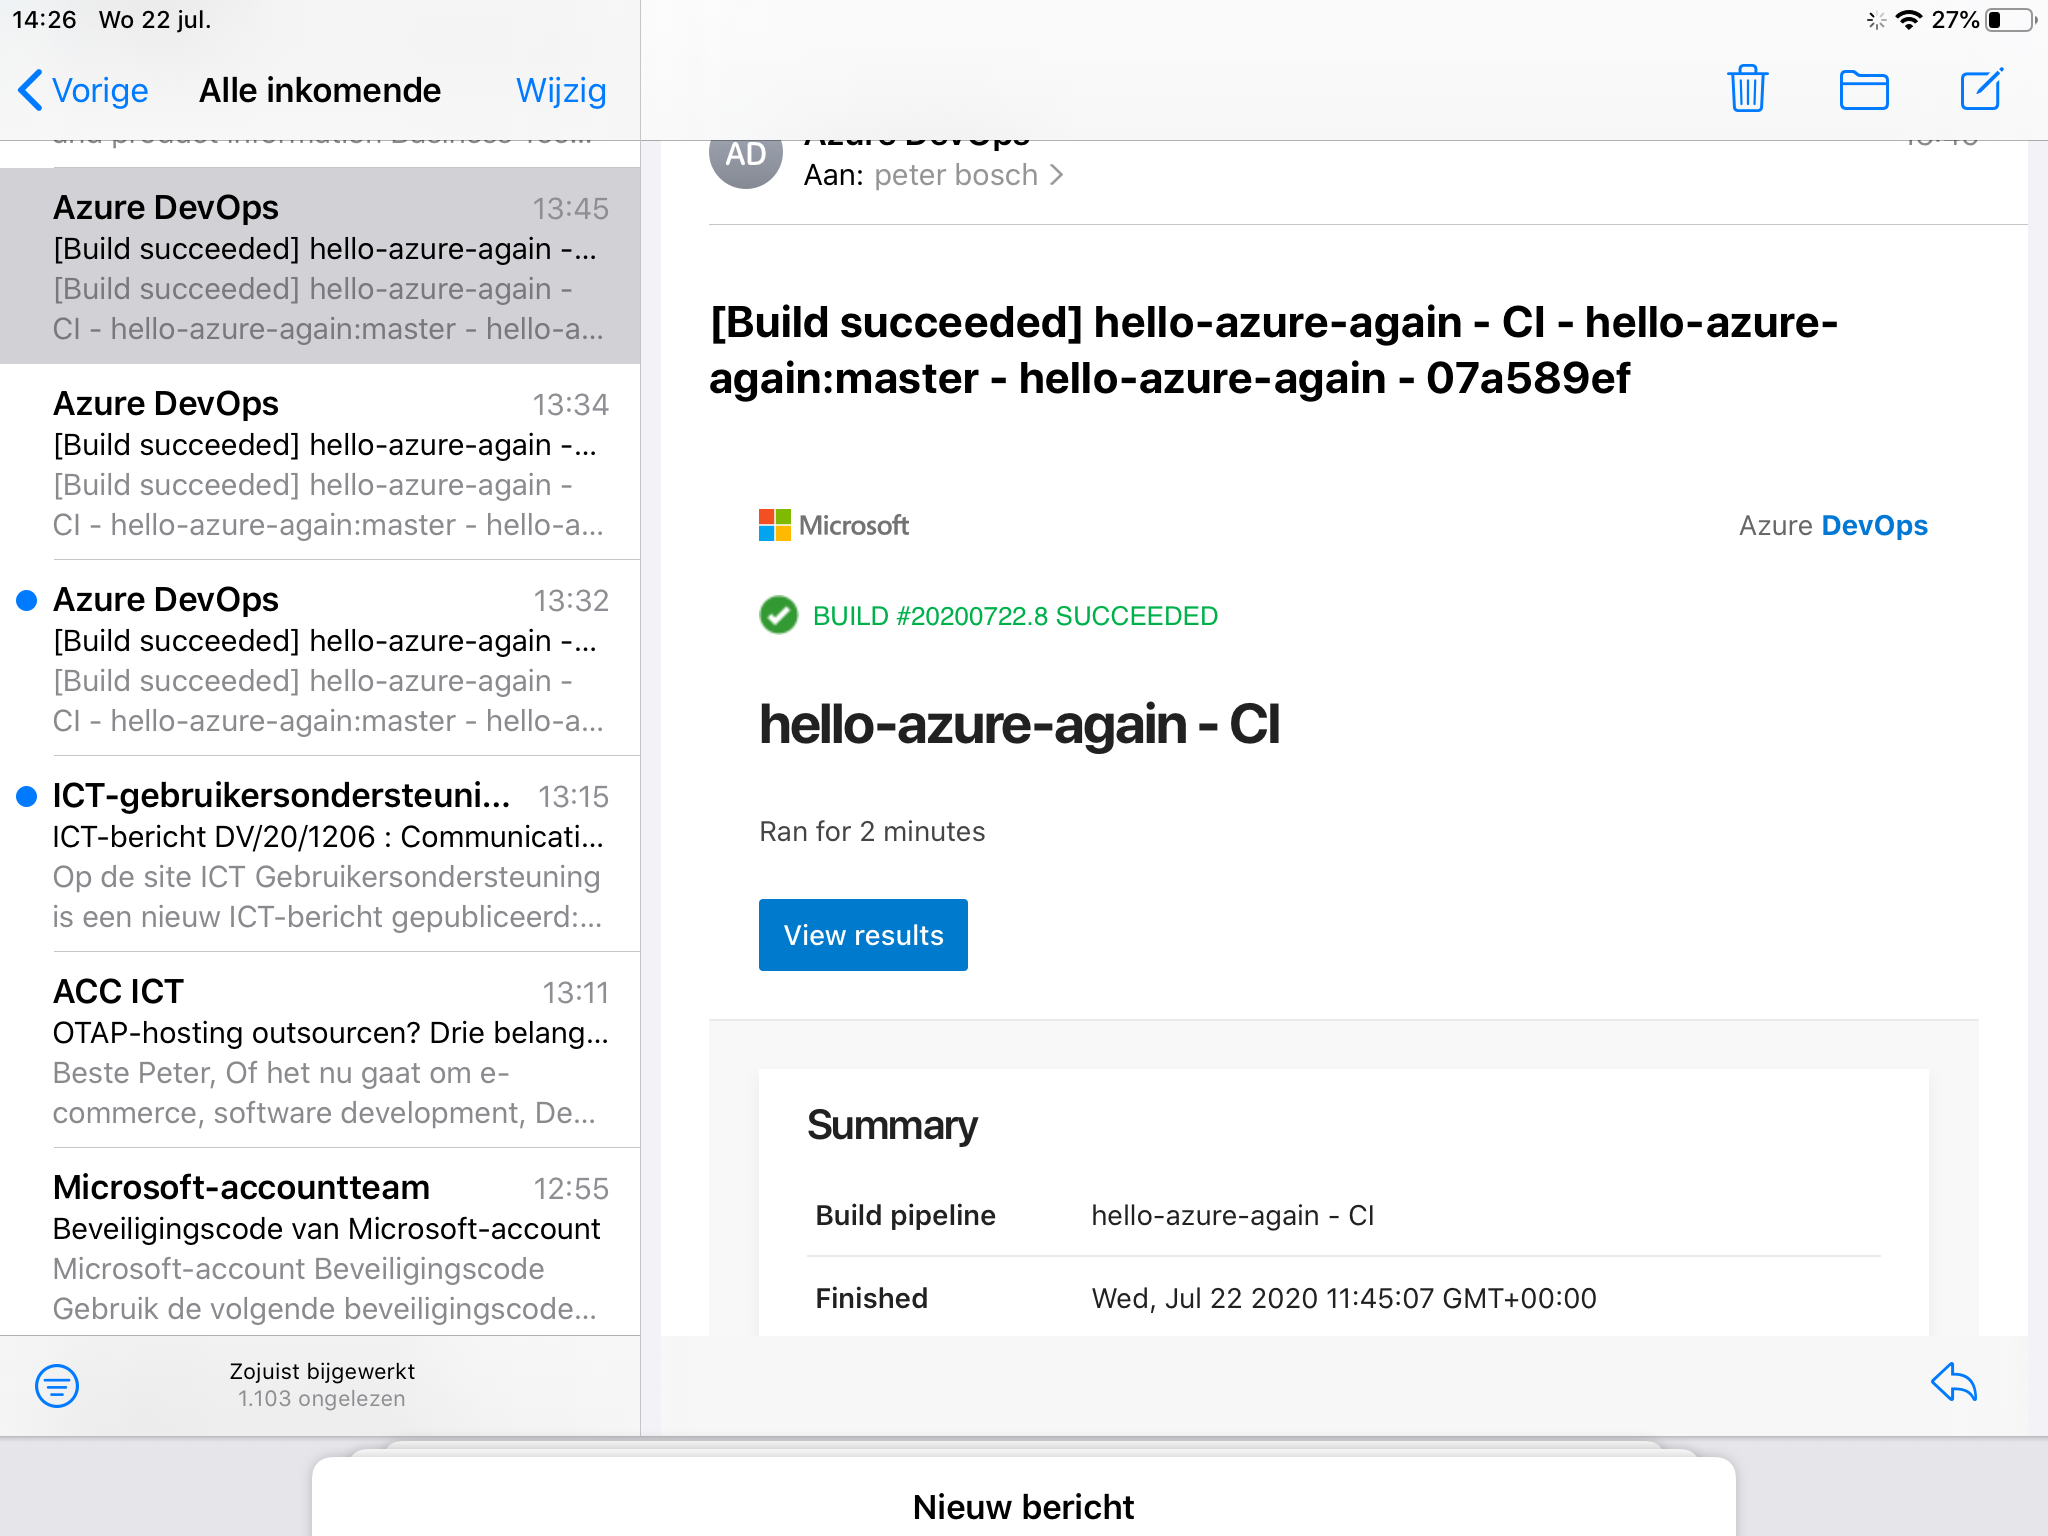 14:26 Wo 22 jul.
27%
Vorige
Alle inkomende
Wijzig
and product information Business
Azure DevOps 13:45
[Build succeeded] hello-azure-again -...
[Build succeeded] hello-azure-again -
CI - hello-azure-again:master - hello-a...
Azure DevOps 13:34
[Build succeeded] hello-azure-again -...
[Build succeeded] hello-azure-again -
CI - hello-azure-again:master - hello-a...
Azure DevOps 13:32
[Build succeeded] hello-azure-again -...
[Build succeeded] hello-azure-again -
CI - hello-azure-again:master - hello-a...
ICT-gebruikersondersteuni... 13:15
ICT-bericht DV/20/1206 : Communicati...
Op de site ICT Gebruikersondersteuning
is een nieuw ICT-bericht gepubliceerd:...
ACC ICT 13:11
OTAP-hosting outsourcen? Drie belang...
Beste Peter, Of het nu gaat om e-
commerce, software development, De...
Microsoft-accountteam 12:55
Beveiligingscode van Microsoft-account
Microsoft-account Beveiligingscode
Gebruik de volgende beveiligingscode...
Zojuist bijgewerkt
1.103 ongelezen
AD
Azure DevOps
Aan: peter bosch
[Build succeeded] hello-azure-again - CI - hello-azure-
again:master - hello-azure-again - 07a589ef
Microsoft
Azure DevOps
BUILD #20200722.8 SUCCEEDED
hello-azure-again - CI
Ran for 2 minutes
View results
Summary
Build pipeline hello-azure-again - CI
Finished Wed, Jul 22 2020 11:45:07 GMT+00:00
Nieuw bericht